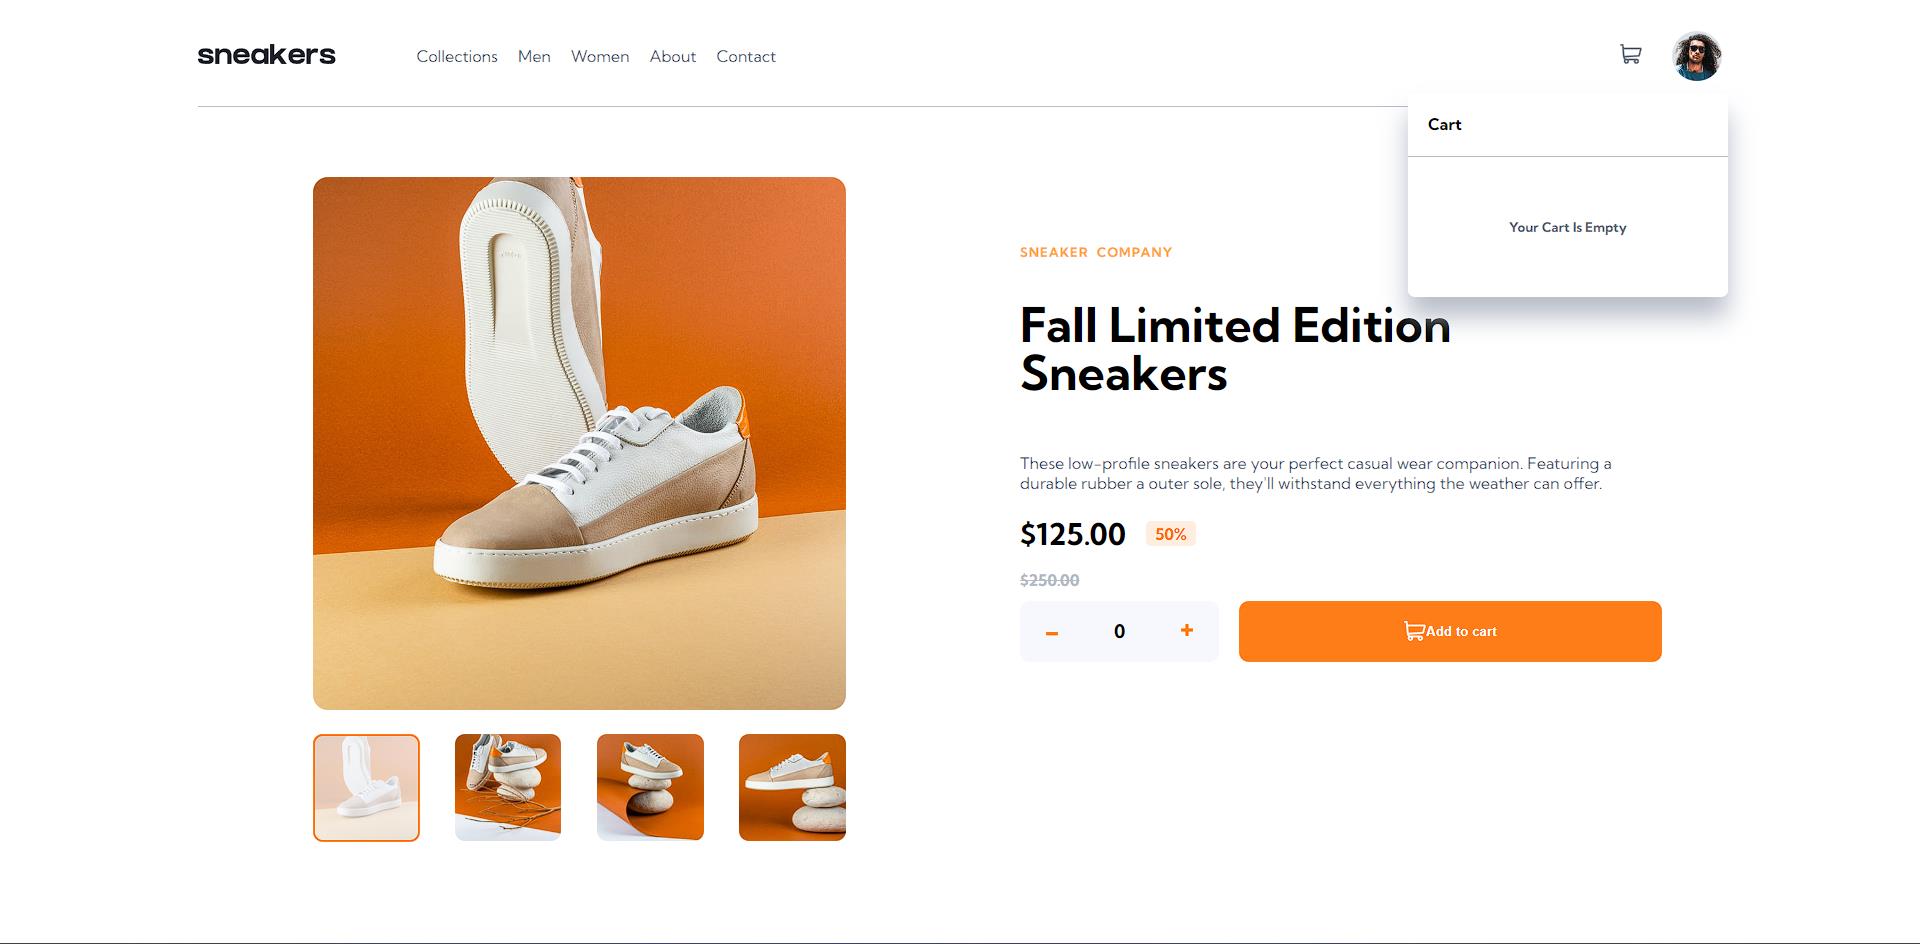 sneakers
Collections Men Women About Contact
Cart
Your Cart Is Empty
SNEAKER COMPANY
Fall Limited Edition
Sneakers
These low-profile sneakers are your perfect casual wear companion. Featuring a
durable rubber a outer sole, they'll withstand everything the weather can offer.
$125.00 50%
$250.00
0
Add to cart